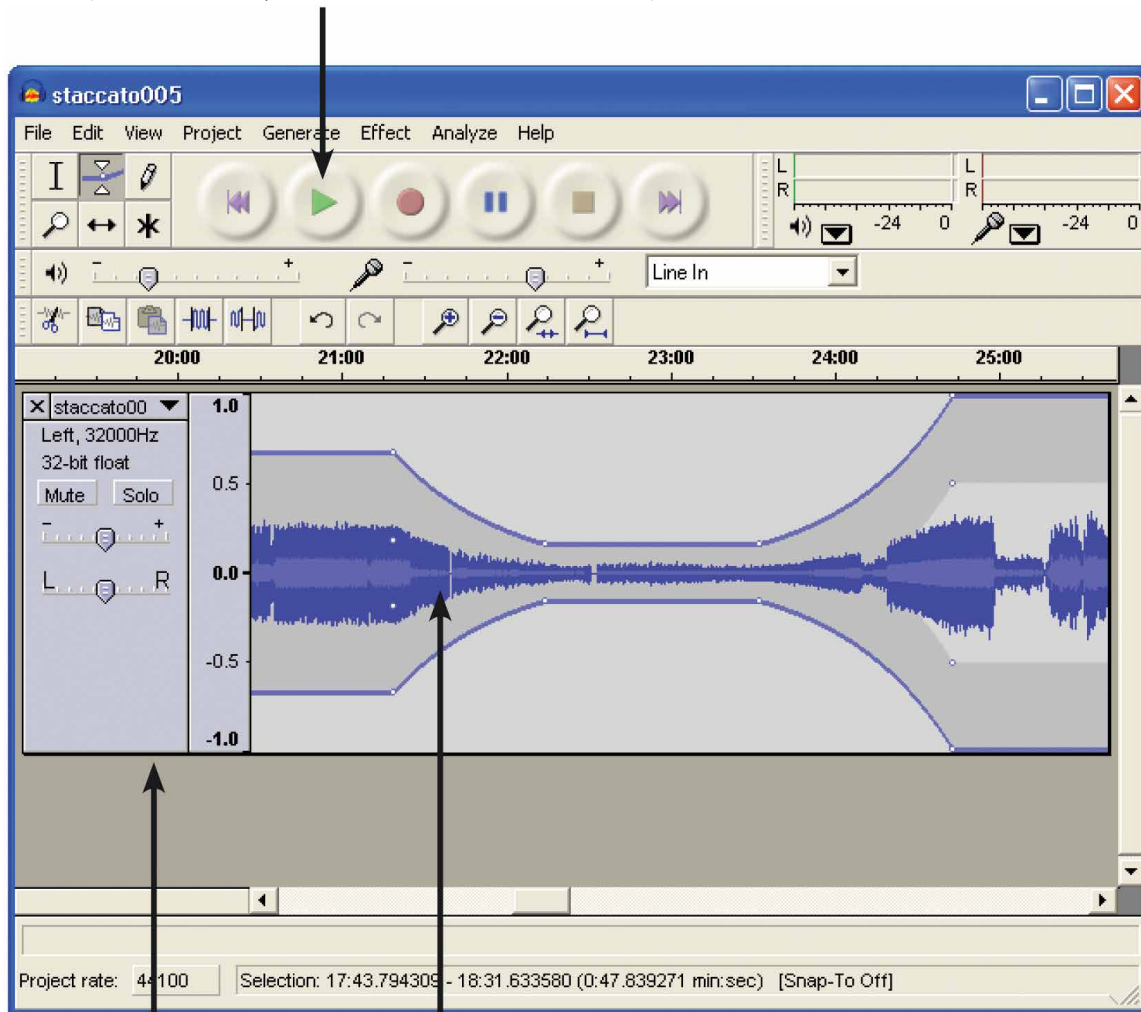 staccato005
File Edit View Project Generate Effect Analyze Help
L
R
-24 0
L
R
-24 0
- +
- +
Line In
20:00 21:00 22:00 23:00 24:00 25:00
X staccato00
Left, 32000Hz
32-bit float
Mute Solo
- +
L R
1.0
0.5
0.0
-0.5
-1.0
Project rate: 44100 Selection: 17:43.794309 - 18:31.633580 (0:47.839271 min:sec) [Snap-To Off]